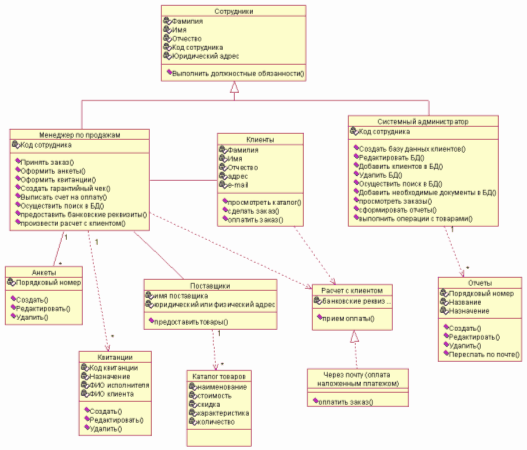 Сотрудники
Фамилия
Имя
Отчество
Код сотрудника
Юридический адрес
Выполнить должностные обязанности()
Менеджер по продажам
Код сотрудника
Принять заказ()
Оформить анкеты()
Оформить квитанции()
Создать гарантийный чек()
Выписать счет на оплату()
Осуществить поиск в БД()
предоставить банковские реквизиты()
произвести расчет с клиентом()
Клиенты
Фамилия
Имя
Отчество
адрес
e-mail
просмотреть каталог()
сделать заказ()
оплатить заказ()
Системный администратор
Код сотрудника
Создать базу данных клиентов()
Редактировать БД()
Добавить клиентов в БД()
Удалить БД()
Осуществить поиск в БД()
Добавить необходимые документы в БД()
просмотреть заказы()
сформировать отчеты()
выполнить операции с товарами()
1
1
1
*
*
*
*
Анкеты
Порядковый номер
Создать()
Редактировать()
Удалить()
Поставщики
имя поставщика
юридический или физический адрес
предоставить товары()
Расчет с клиентом
банковские реквиз ...
прием оплаты()
Отчеты
Порядковый номер
Название
Назначение
Создать()
Редактировать()
Удалить()
Переслать по почте()
Квитанции
Код квитанции
Назначение
ФИО исполнителя
ФИО клиента
Создать()
Редактировать()
Удалить()
Каталог товаров
наименование
стоимость
скидка
характеристика
количество
Через почту (оплата
наложенным платежом)
оплатить заказ()